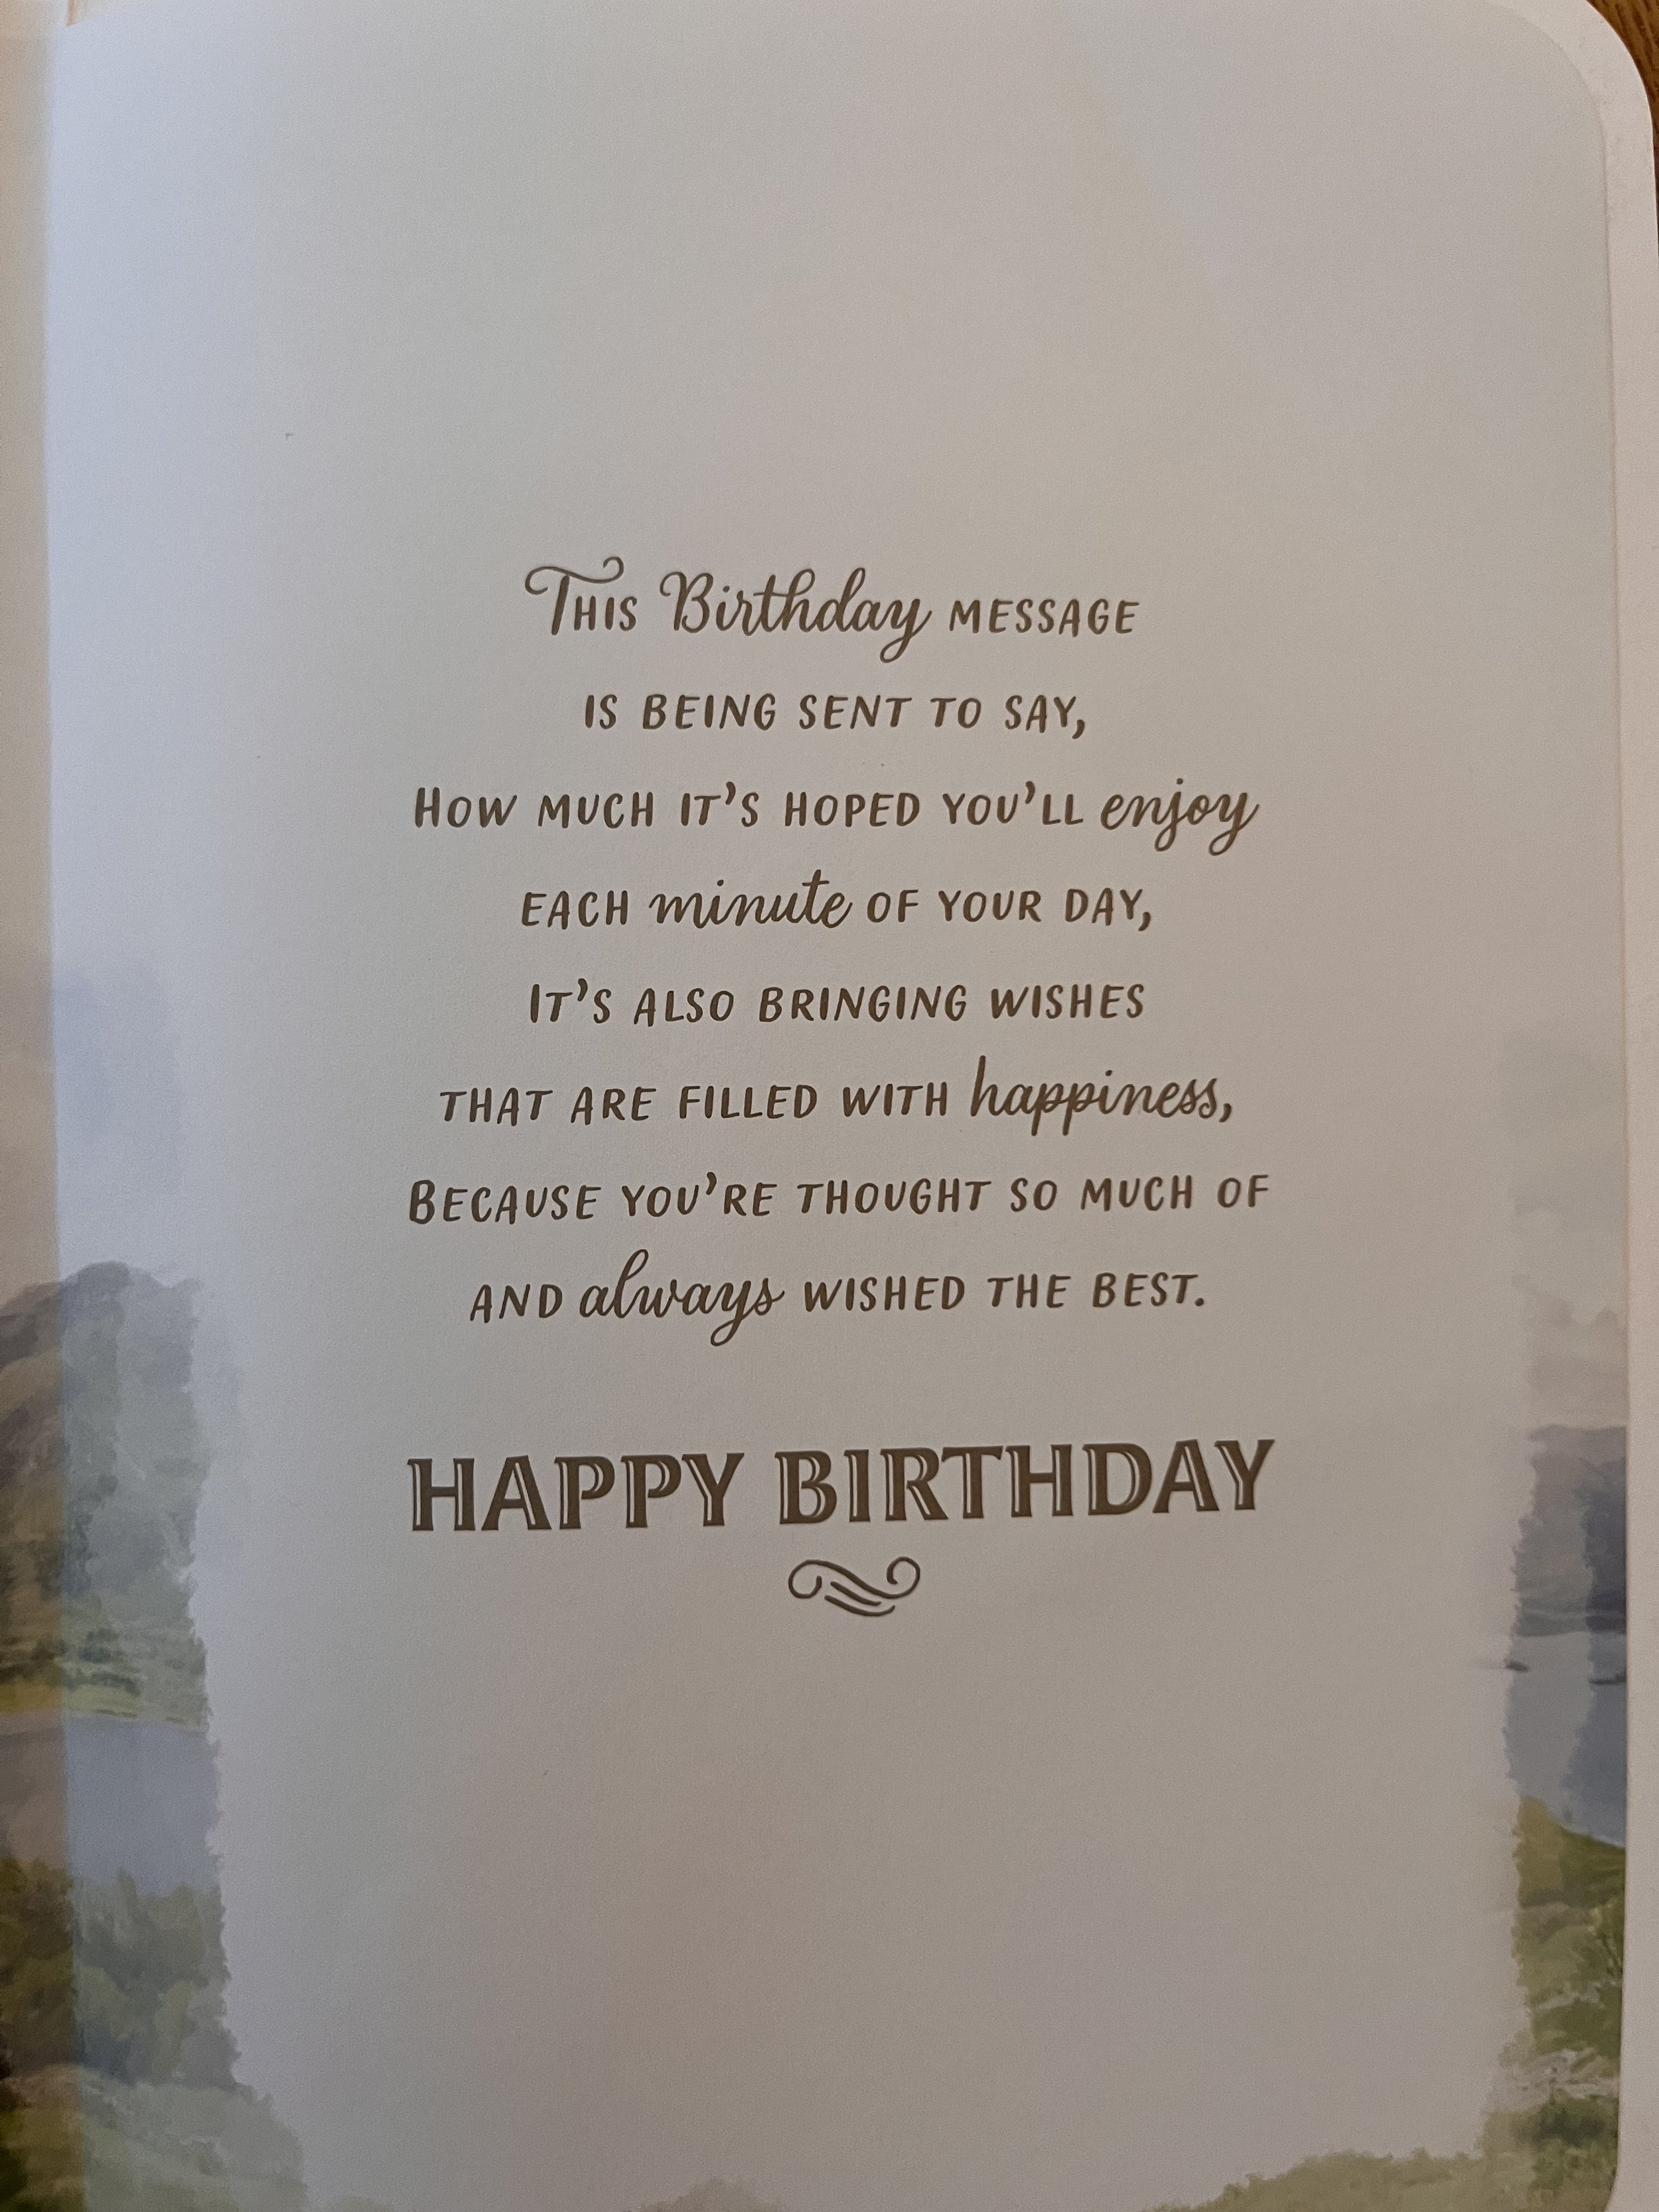 This Birthday MESSAGE
IS BEING SENT TO SAY,
HOW MUCH IT'S HOPED YOU'LL enjoy
EACH minute OF YOUR DAY,
IT'S ALSO BRINGING WISHES
THAT ARE FILLED WITH happiness,
BECAUSE YOU'RE THOUGHT SO MUCH OF
AND always WISHED THE BEST.
HAPPY BIRTHDAY